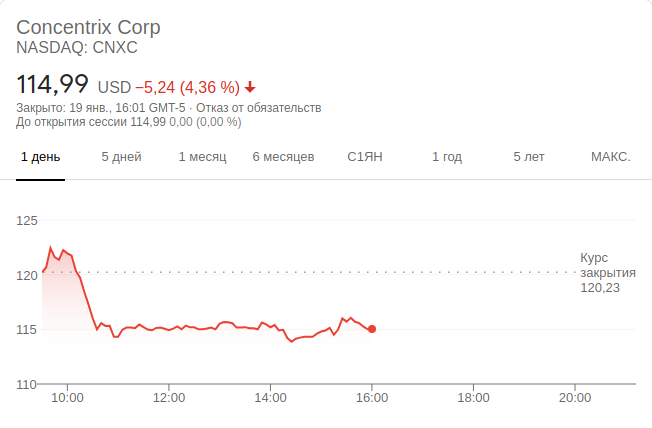 Concentrix Corp
NASDAQ: CNXC
114,99 USD −5,24 (4,36 %)
Закрыто: 19 янв., 16:01 GMT-5 · Отказ от обязательств
До открытия сессии 114,99 0,00 (0,00 %)
1 день 5 дней 1 месяц 6 месяцев С1ЯН 1 год 5 лет МАКС.
125
Курс
закрытия
120,23
120
115
110
10:00 12:00 14:00 16:00 18:00 20:00